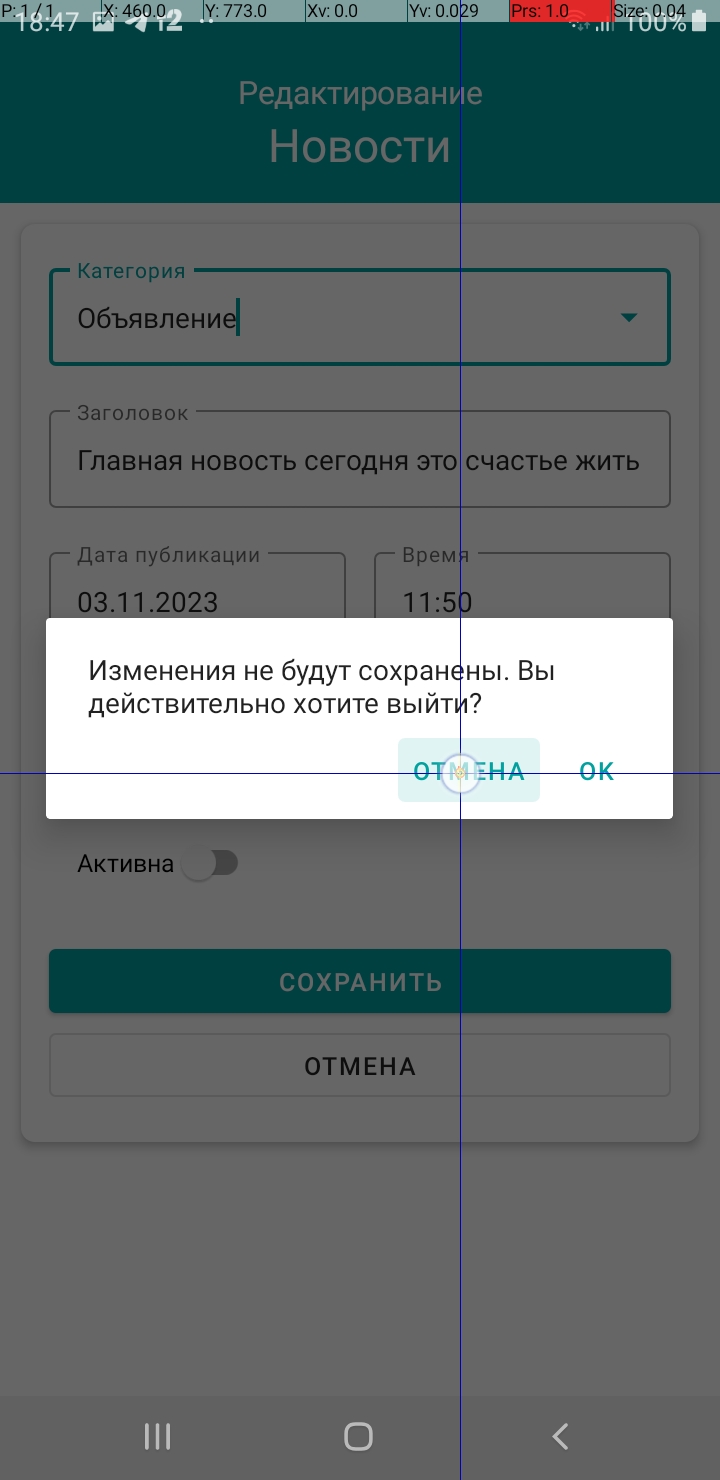 P: 1 / 1 X: 460.0 Y: 773.0 Xv: 0.0 Yv: 0.029 Prs: 1.0 Size: 0.04
18:47 100%
Редактирование
Новости
Категория
Объявление
Заголовок
Главная новость сегодня это счастье жить
Дата публикации Время
03.11.2023 11:50
Изменения не будут сохранены. Вы
действительно хотите выйти?
ОТМЕНА OK
Активна
СОХРАНИТЬ
ОТМЕНА